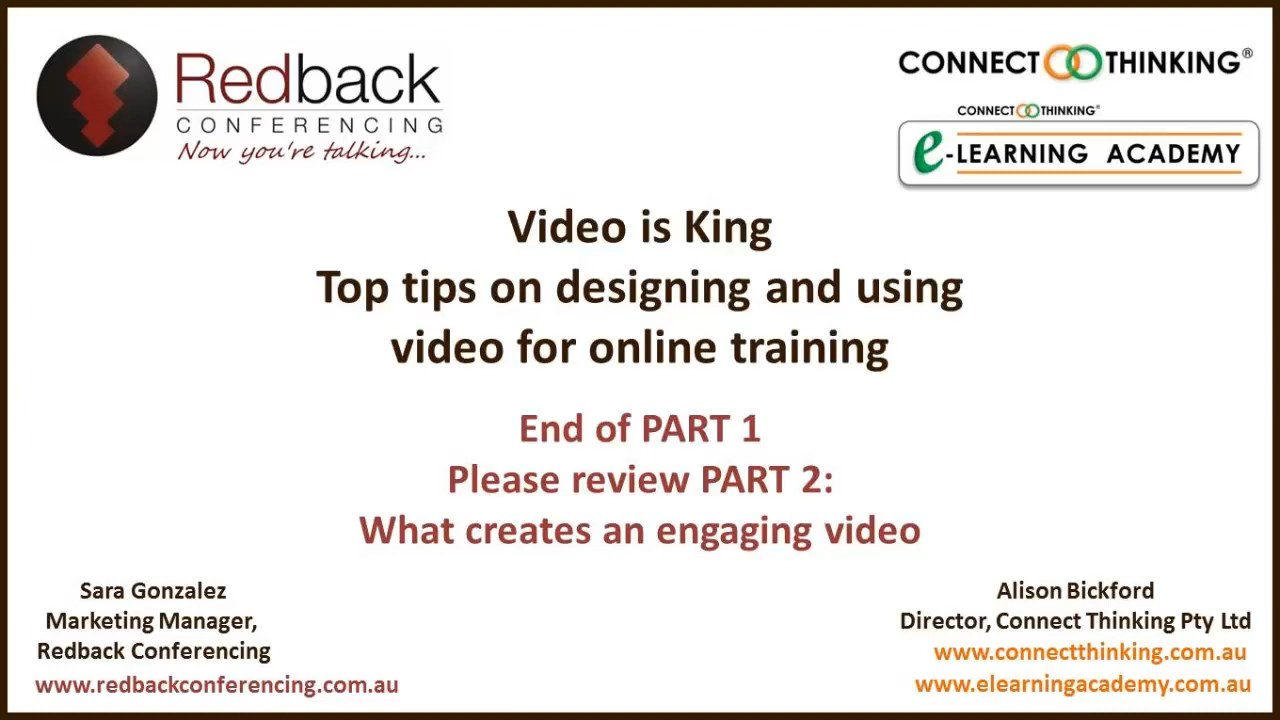 Redback
CONFERENCING
Now you're talking...
CONNECT THINKING®
CONNECT THINKING®
e-LEARNING ACADEMY
Video is King
Top tips on designing and using
video for online training
End of PART 1
Please review PART 2:
What creates an engaging video
Sara Gonzalez
Marketing Manager,
Redback Conferencing
www.redbackconferencing.com.au
Alison Bickford
Director, Connect Thinking Pty Ltd
www.connectthinking.com.au
www.elearningacademy.com.au